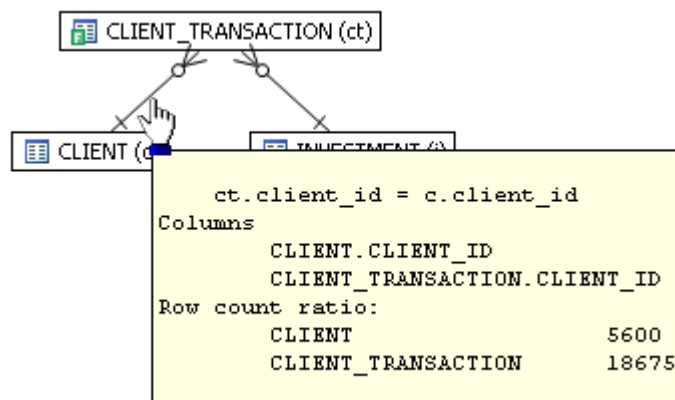 CLIENT_TRANSACTION (ct)
CLIENT
ct.client_id = c.client_id
Columns
CLIENT.CLIENT_ID
CLIENT_TRANSACTION.CLIENT_ID
Row count ratio:
CLIENT 5600
CLIENT_TRANSACTION 18675